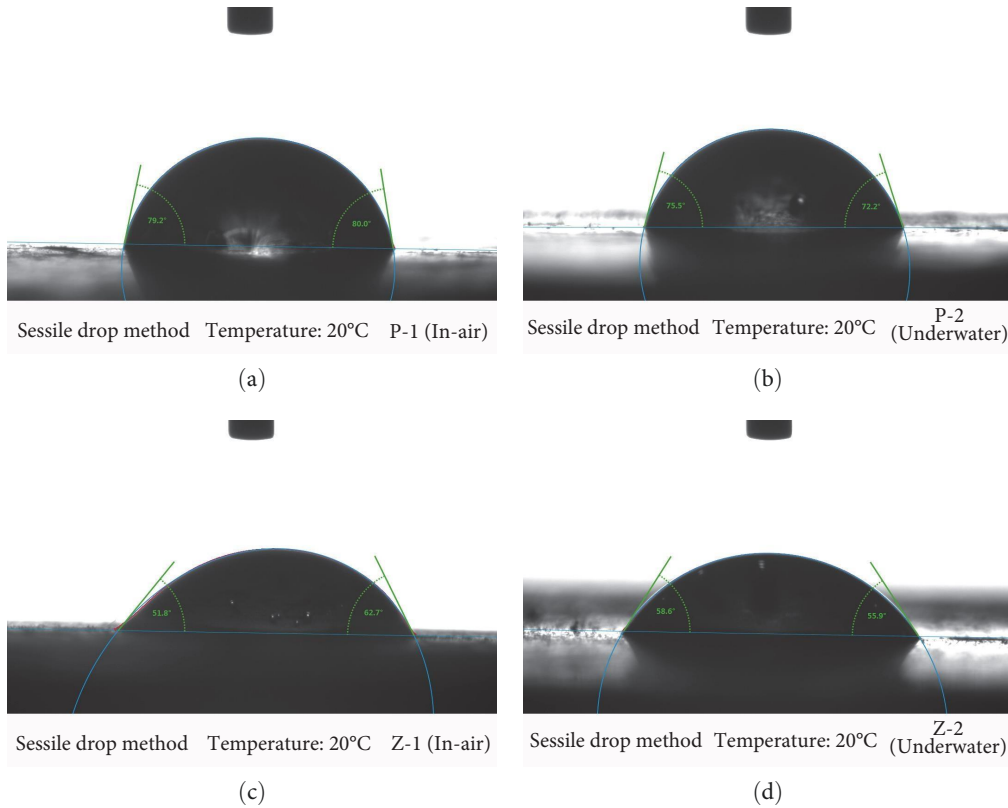 79.2°
80.0°
Sessile drop method Temperature: 20°C P-1 (In-air)
(a)
75.5°
72.2°
Sessile drop method Temperature: 20°C P-2 (Underwater)
(b)
51.8°
62.7°
Sessile drop method Temperature: 20°C Z-1 (In-air)
(c)
58.6°
55.9°
Sessile drop method Temperature: 20°C Z-2 (Underwater)
(d)